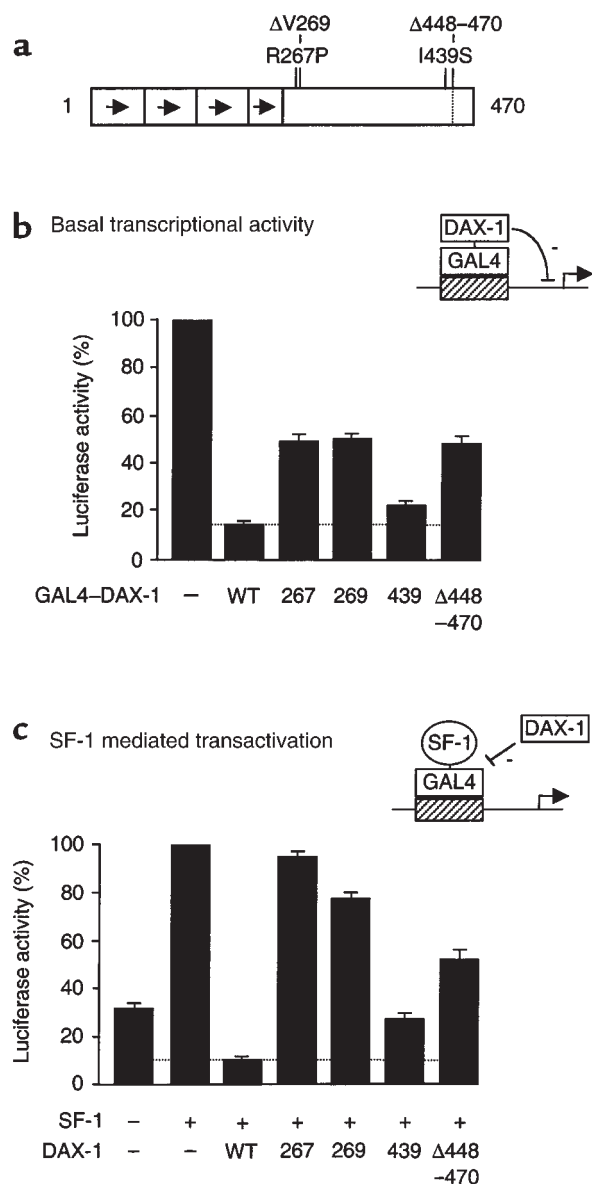 a
ΔV269 Δ448–470
R267P I439S
1 470
b Basal transcriptional activity
DAX-1
-
GAL4
Luciferase activity (%)
100
80
60
40
20
0
GAL4–DAX-1 – WT 267 269 439 Δ448
–470
c SF-1 mediated transactivation
SF-1 DAX-1
-
GAL4
Luciferase activity (%)
100
80
60
40
20
0
SF-1 – + + + + + +
DAX-1 – – WT 267 269 439 Δ448
–470